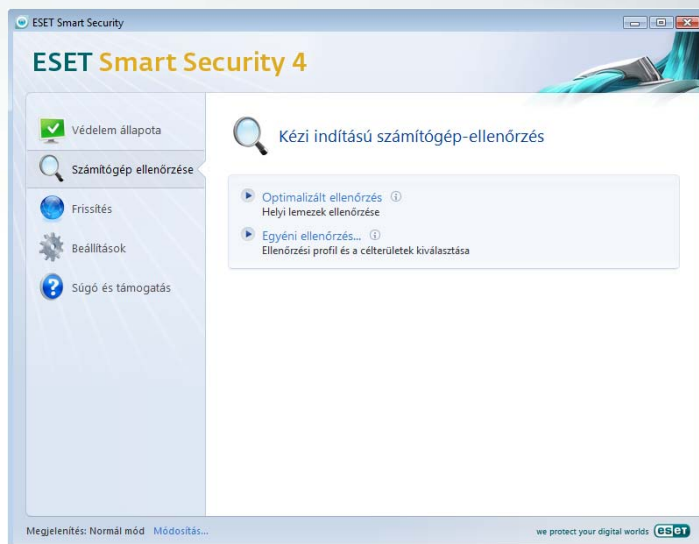 ESET Smart Security
ESET Smart Security 4
Védelem állapota
Számítógép ellenőrzése
Frissítés
Beállítások
Súgó és támogatás
Kézi indítású számítógép-ellenőrzés
Optimalizált ellenőrzés
Helyi lemezek ellenőrzése
Egyéni ellenőrzés...
Ellenőrzési profil és a célterületek kiválasztása
Megjelenítés: Normál mód Módosítás...
we protect your digital worlds eset